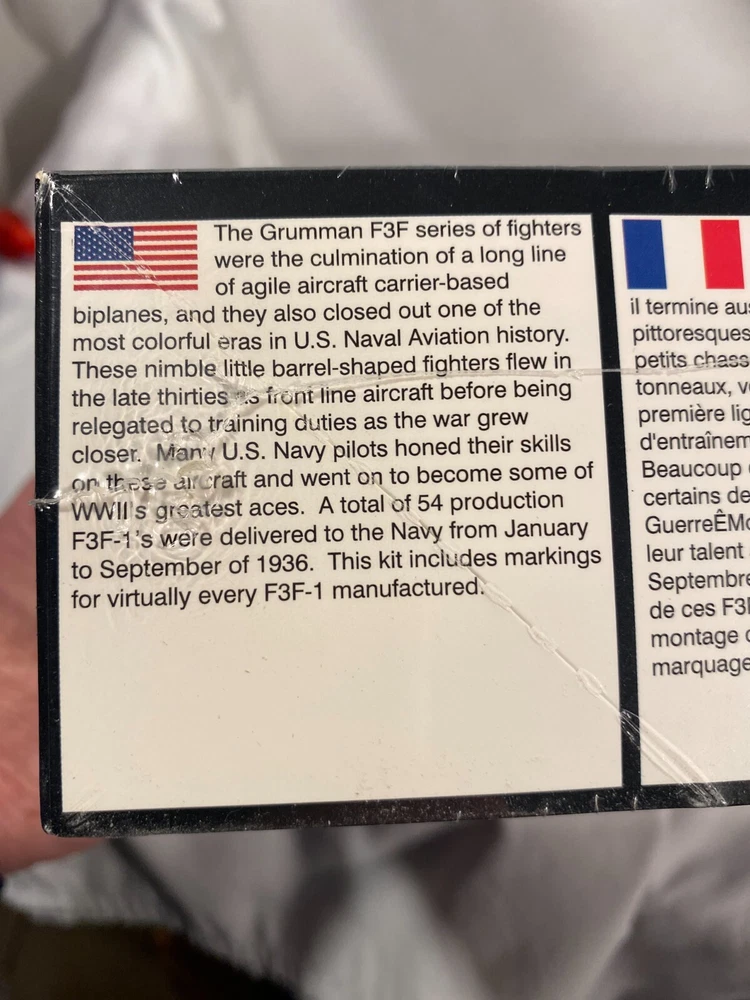 The Grumman F3F series of fighters
were the culmination of a long line
of agile aircraft carrier-based
biplanes, and they also closed out one of the
most colorful eras in U.S. Naval Aviation history.
These nimble little barrel-shaped fighters flew in
the late thirties as front line aircraft before being
relegated to training duties as the war grew
closer. Many U.S. Navy pilots honed their skills
on these aircraft and went on to become some of
WWII's greatest aces. A total of 54 production
F3F-1's were delivered to the Navy from January
to September of 1936. This kit includes markings
for virtually every F3F-1 manufactured.
il termine
pittoresques
petits
tonneaux,
première
d'entraînem
Beaucoup
certains de
GuerreÊMo
leur talent
Septembre
de ces F3
montage
marquage